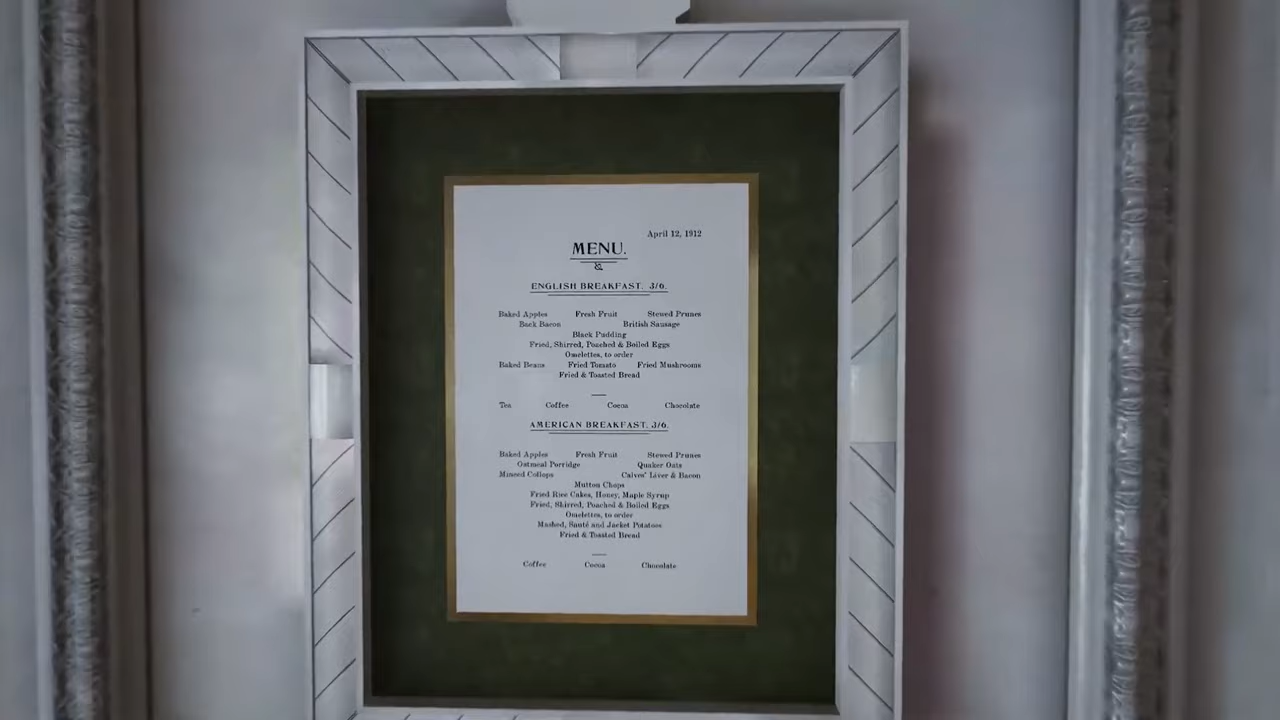 April 12, 1912
MENU.
ENGLISH BREAKFAST. 3/6.
Baked Apples Fresh Fruit Stewed Prunes
Back Bacon British Sausage
Black Pudding
Fried, Shirred, Poached & Boiled Eggs
Omelettes, to order
Baked Beans Fried Tomato Fried Mushrooms
Fried & Toasted Bread
Tea Coffee Cocoa Chocolate
AMERICAN BREAKFAST. 3/6.
Baked Apples Fresh Fruit Stewed Prunes
Oatmeal Porridge Quaker Oats
Minced Collops Calves' Liver & Bacon
Mutton Chops
Fried Rice Cakes, Honey, Maple Syrup
Fried, Shirred, Poached & Boiled Eggs
Omelettes, to order
Mashed, Sauté and Jacket Potatoes
Fried & Toasted Bread
Coffee Cocoa Chocolate